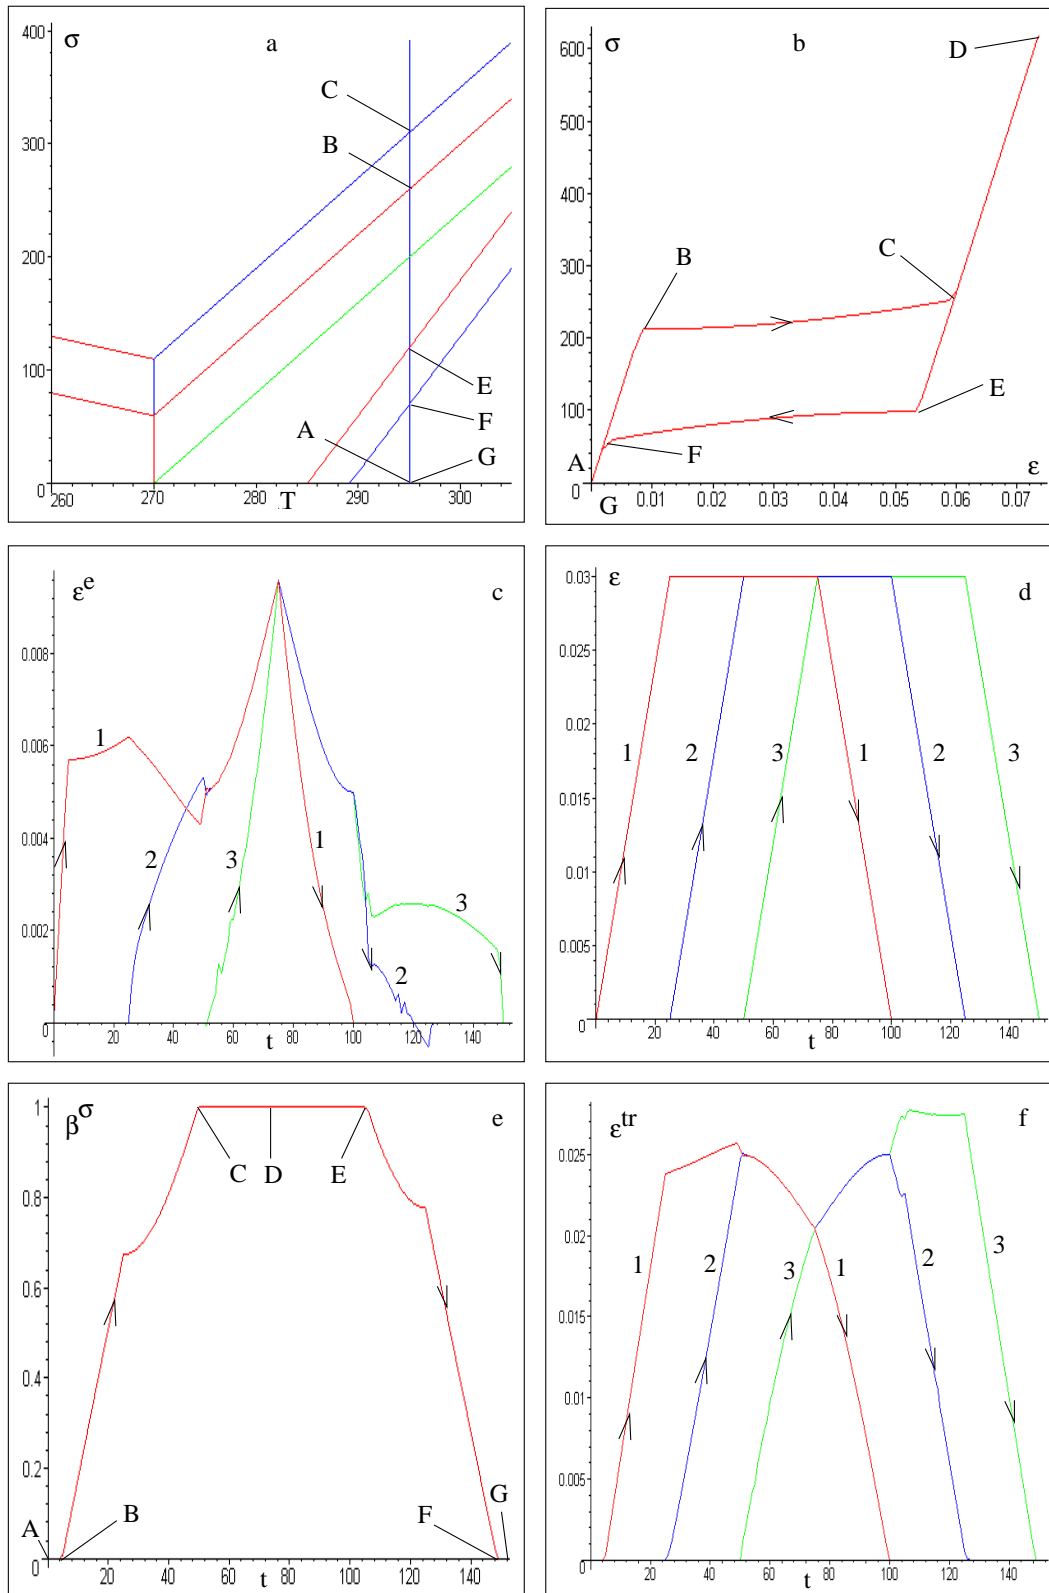 400 σ a
C
300
B
200
100
E
F
A
G
0
260 270 280 T 290 300
600 σ b D
500
400
300
B C
200
100 E
F
A
0
G 0.01 0.02 0.03 0.04 0.05 0.06 0.07 ε
εe c
0.008
0.006 1
0.004
2 3 1
0.002 3
2
0 20 40 60 t 80 100 120 140
0.03 ε d
0.025
0.02
1 2 3 1 2 3
0.015
0.01
0.005
0 20 40 60 t 80 100 120 140
1 βσ e
C D E
0.8
0.6
0.4
0.2
A B F G
0 20 40 60 t 80 100 120 140
εtr f
0.025
0.02
1 2 3 1 2 3
0.015
0.01
0.005
0 20 40 60 t 80 100 120 140